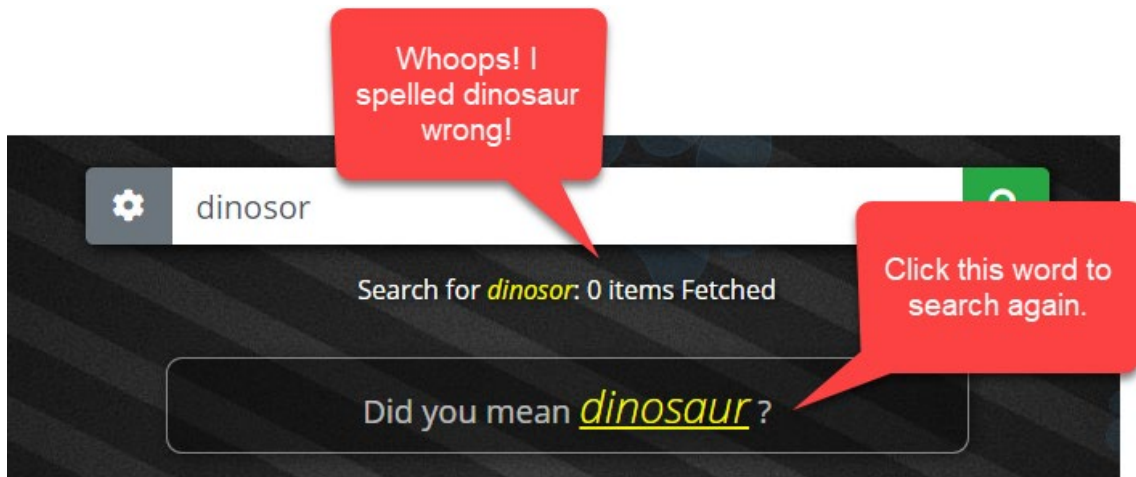 Whoops! I
spelled dinosaur
wrong!
dinosor
Search for dinosor: 0 items Fetched
Click this word to
search again.
Did you mean dinosaur ?